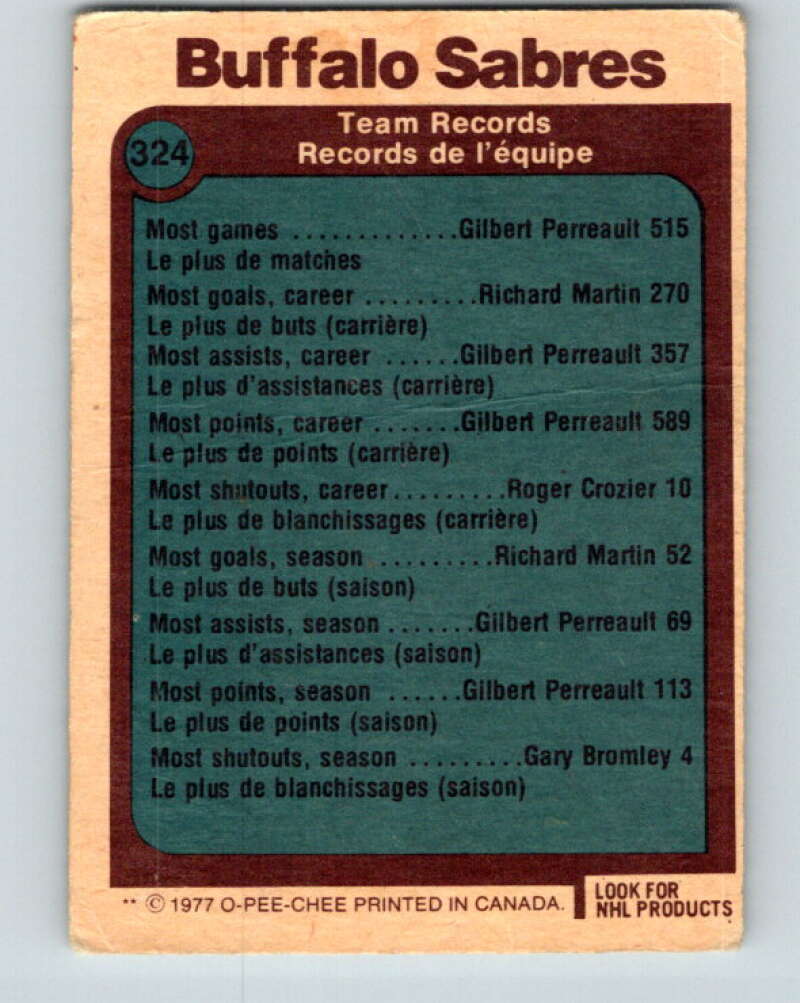 Buffalo Sabres
324
Team Records
Records de l'équipe
Most games .............Gilbert Perreault 515
Le plus de matches
Most goals, career .........Richard Martin 270
Le plus de buts (carrière)
Most assists, career ......Gilbert Perreault 357
Le plus d'assistances (carrière)
Most points, career .......Gilbert Perreault 589
Le plus de points (carrière)
Most shutouts, career.........Roger Crozier 10
Le plus de blanchissages (carrière)
Most goals, season .........Richard Martin 52
Le plus de buts (saison)
Most assists, season .......Gilbert Perreault 69
Le plus d'assistances (saison)
Most points, season ......Gilbert Perreault 113
Le plus de points (saison)
Most shutouts, season .........Gary Bromley 4
Le plus de blanchissages (saison)
** © 1977 O-PEE-CHEE PRINTED IN CANADA.
LOOK FOR
NHL PRODUCTS